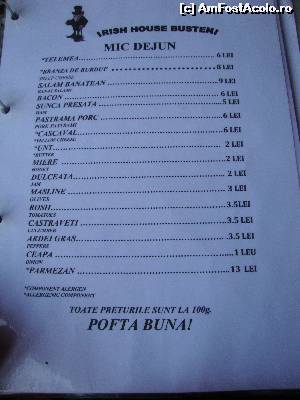 [c] AmFostAcolo.ro
IRISH HOUSE BUSTENI
MIC DEJUN
*TELEMEA 6 LEI
*BRANZA DE BURDUF 8 LEI
SALAM BANATEAN 9 LEI
BACON 6 LEI
SUNCA PRESATA 5 LEI
HAM
PASTRAMA PORC 6 LEI
PORK PASTRAMI
*CASCAVAL 6 LEI
*YELLOW CHEESE
*UNT 2 LEI
*BUTTER
MIERE 2 LEI
HONEY
DULCEATA 2 LEI
JAM
MASLINE 3 LEI
OLIVES
ROSII 3.5LEI
TOMATOES
CASTRAVETI 3.5 LEI
CUCUMBER
ARDEI GRAS 3.5 LEI
PEPPERS
CEAPA 1 LEU
ONION
*PARMEZAN 13 LEI
*COMPONENT ALERGEN
*ALLERGENIC COMPONENT
TOATE PRETURILE SUNT LA 100g.
POFTA BUNA!